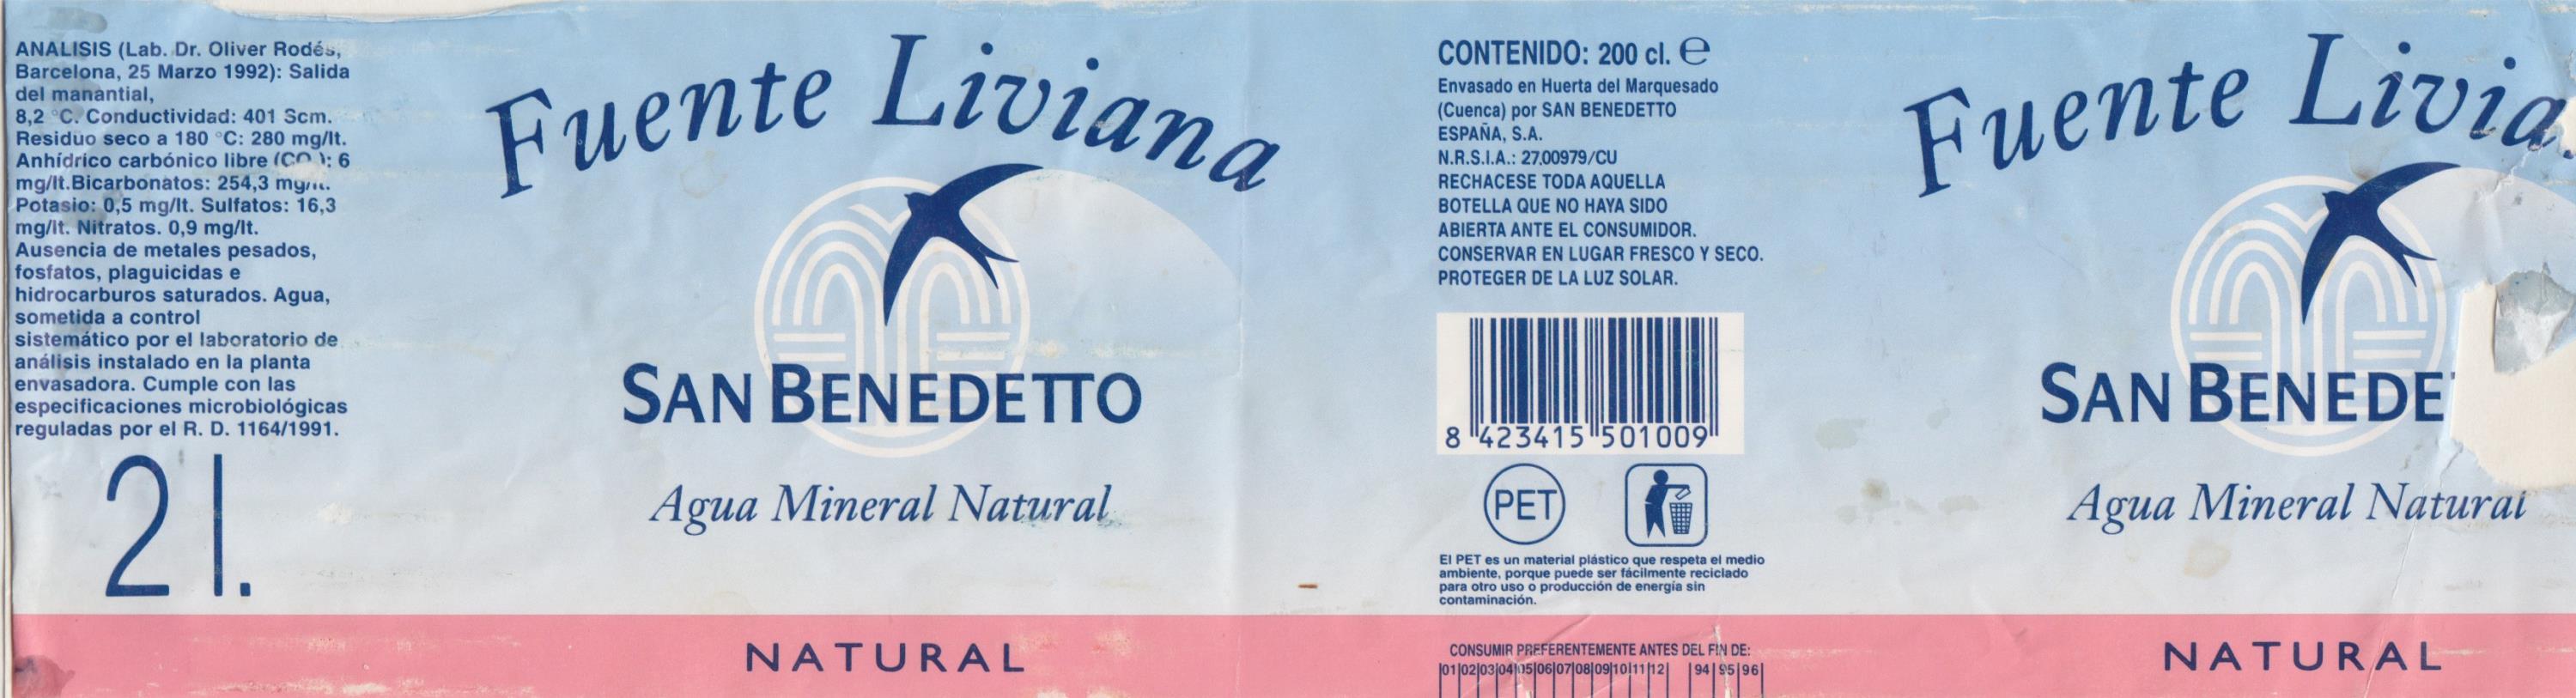 ANALISIS (Lab. Dr. Oliver Rodés,
Barcelona, 25 Marzo 1992): Salida
del manantial,
8,2 °C. Conductividad: 401 Scm.
Residuo seco a 180 °C: 280 mg/lt.
Anhídrico carbónico libre (CO ): 6
mg/lt.Bicarbonatos: 254,3 mg/lt.
Potasio: 0,5 mg/lt. Sulfatos: 16,3
mg/lt. Nitratos. 0,9 mg/lt.
Ausencia de metales pesados,
fosfatos, plaguicidas e
hidrocarburos saturados. Agua,
sometida a control
sistemático por el laboratorio de
análisis instalado en la planta
envasadora. Cumple con las
especificaciones microbiológicas
reguladas por el R. D. 1164/1991.
2 l.
Fuente Liviana
SAN BENEDETTO
Agua Mineral Natural
NATURAL
CONTENIDO: 200 cl. ℮
Envasado en Huerta del Marquesado
(Cuenca) por SAN BENEDETTO
ESPAÑA, S.A.
N.R.S.I.A.: 27.00979/CU
RECHACESE TODA AQUELLA
BOTELLA QUE NO HAYA SIDO
ABIERTA ANTE EL CONSUMIDOR.
CONSERVAR EN LUGAR FRESCO Y SECO.
PROTEGER DE LA LUZ SOLAR.
8 423415 501009
PET
El PET es un material plástico que respeta el medio
ambiente, porque puede ser fácilmente reciclado
para otro uso o producción de energía sin
contaminación.
CONSUMIR PREFERENTEMENTE ANTES DEL FIN DE:
|01|02|03|04|05|06|07|08|09|10|11|12| |94|95|96|
Fuente Livia
SAN BENEDE
Agua Mineral Natural
NATURAL